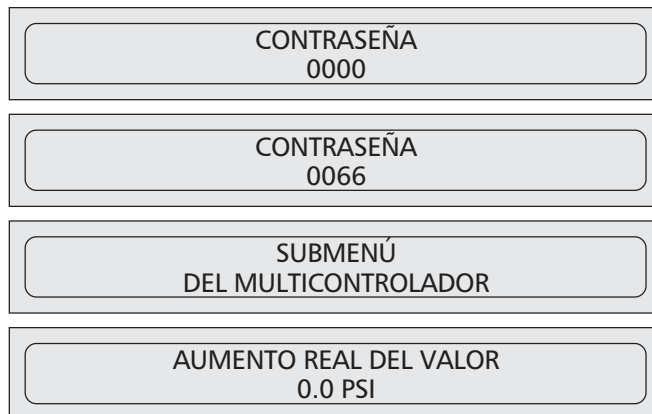 CONTRASEÑA
0000
CONTRASEÑA
0066
SUBMENÚ
DEL MULTICONTROLADOR
AUMENTO REAL DEL VALOR
0.0 PSI